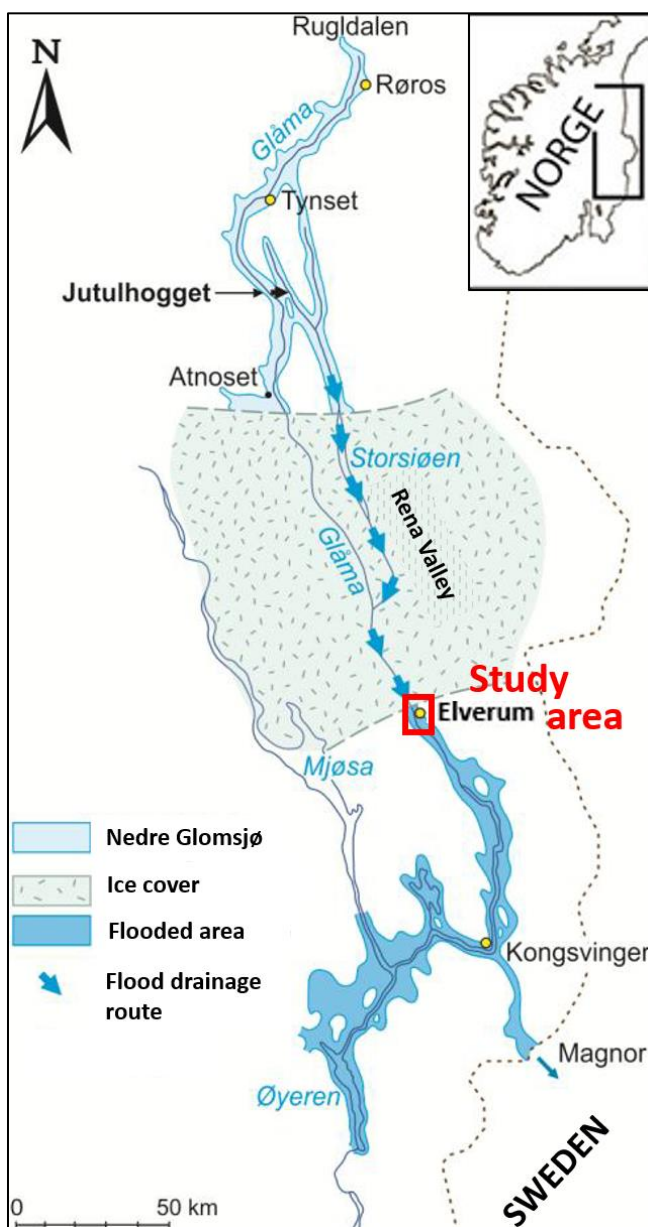 Rugldalen
N
Røros
Glåma
Tynset
NORGE
Jutulhogget
Atnoset
Storsiøen
Rena Valley
Glåma
Study
area
Elverum
Mjøsa
Nedre Glomsjø
Ice cover
Flooded area
Flood drainage
route
Kongsvinger
Magnor
Øyeren
SWEDEN
0 50 km